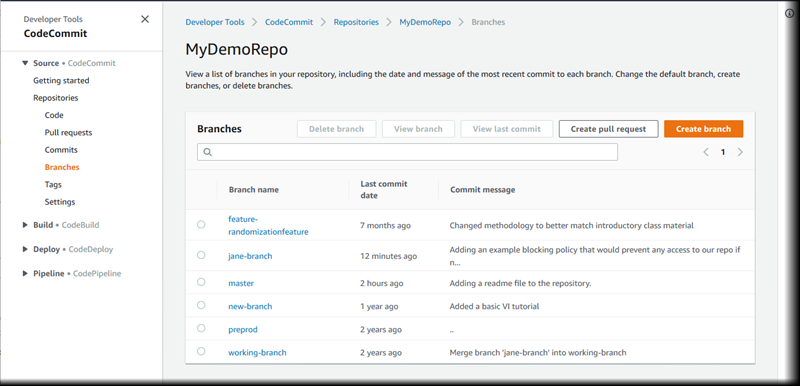 Developer Tools
CodeCommit
Source • CodeCommit
Getting started
Repositories
Code
Pull requests
Commits
Branches
Tags
Settings
Build • CodeBuild
Deploy • CodeDeploy
Pipeline • CodePipeline
Developer Tools > CodeCommit > Repositories > MyDemoRepo > Branches
MyDemoRepo
View a list of branches in your repository, including the date and message of the most recent commit to each branch. Change the default branch, create
branches, or delete branches.
Branches Delete branch View branch View last commit Create pull request Create branch
1
Branch name Last commit date Commit message
feature-randomizationfeature 7 months ago Changed methodology to better match introductory class material
jane-branch 12 minutes ago Adding an example blocking policy that would prevent any access to our repo if n...
master 2 hours ago Adding a readme file to the repository.
new-branch 1 year ago Added a basic VI tutorial
preprod 2 years ago ..
working-branch 2 years ago Merge branch 'jane-branch' into working-branch